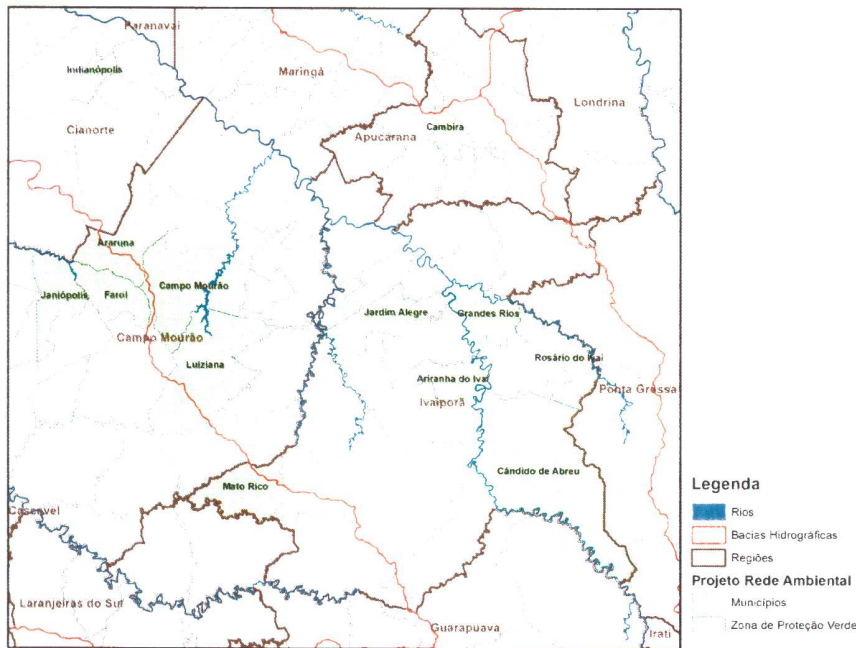 Paranavaí
Indianópolis
Maringá
Londrina
Cianorte
Apucarana
Cambira
Araruna
Janiópolis
Farol
Campo Mourão
Jardim Alegre
Grandes Rios
Campo Mourão
Luiziana
Rosário do Ivaí
Ariranha do Ivaí
Ivaiporã
Ponta Grossa
Cândido de Abreu
Mato Rico
Cascavel
Laranjeiras do Sul
Guarapuava
Irati
Legenda
Rios
Bacias Hidrográficas
Regiões
Projeto Rede Ambiental
Municípios
Zona de Proteção Verde